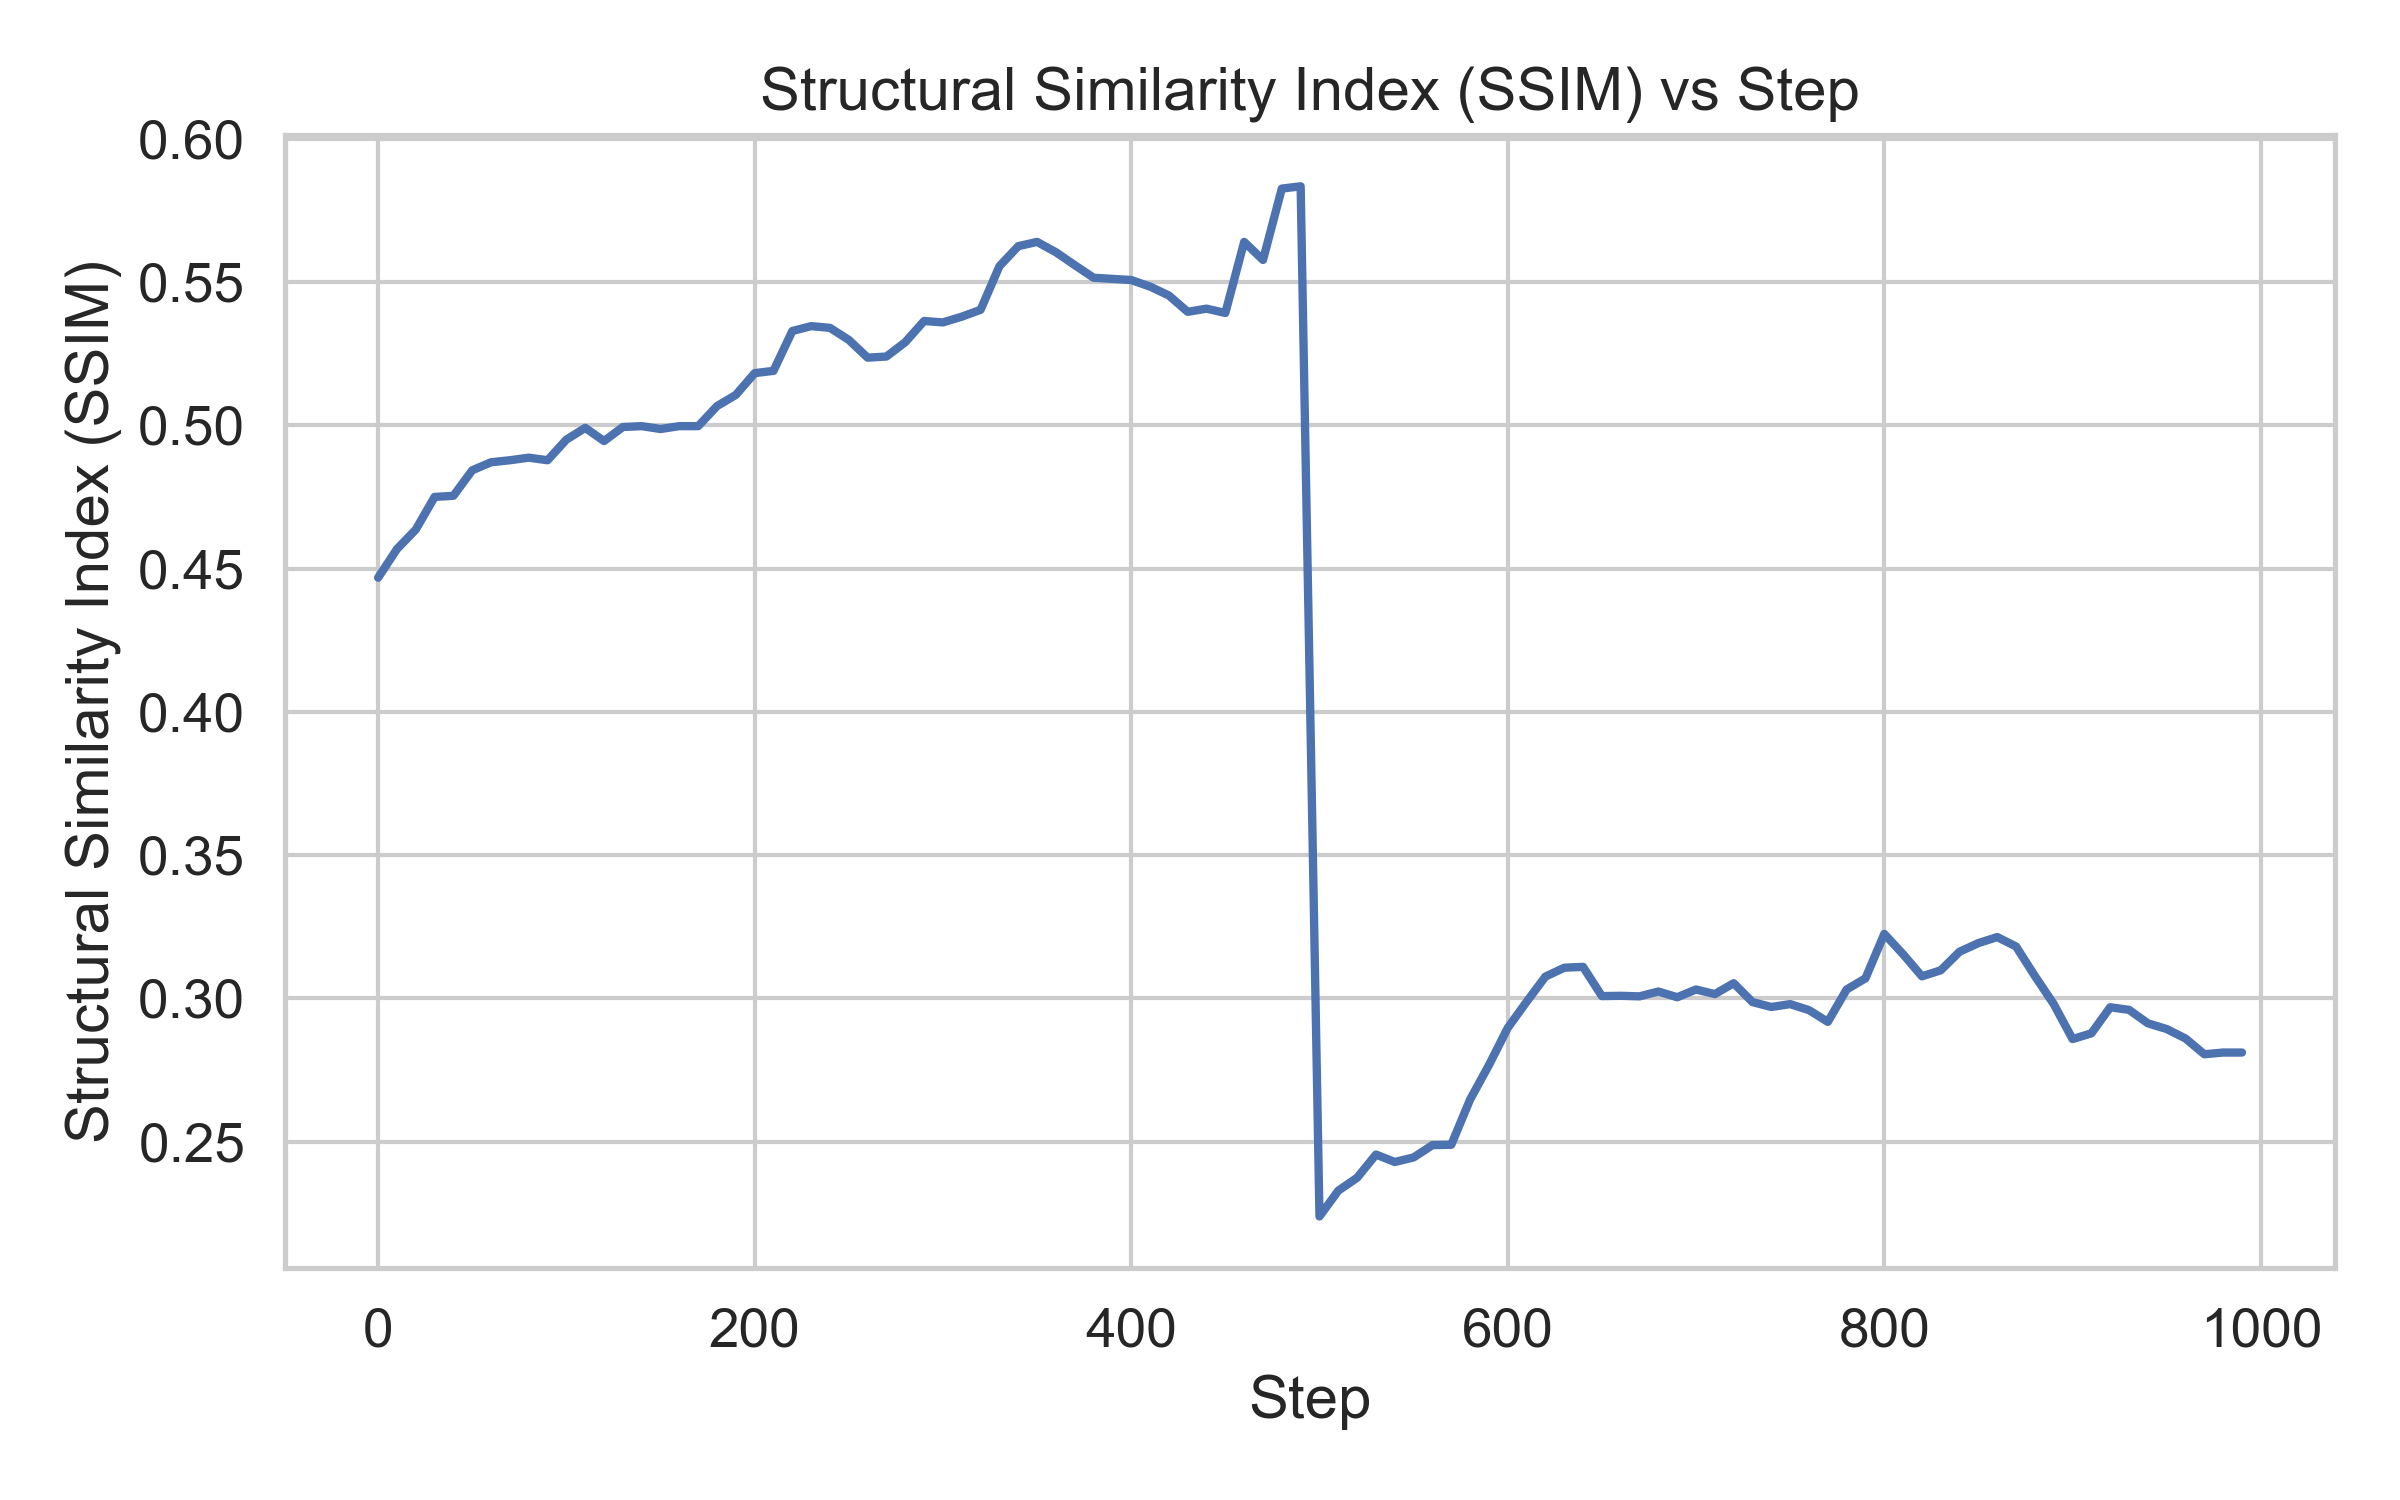 Structural Similarity Index (SSIM) vs Step
Structural Similarity Index (SSIM)
0.60
0.55
0.50
0.45
0.40
0.35
0.30
0.25
0 200 400 600 800 1000
Step